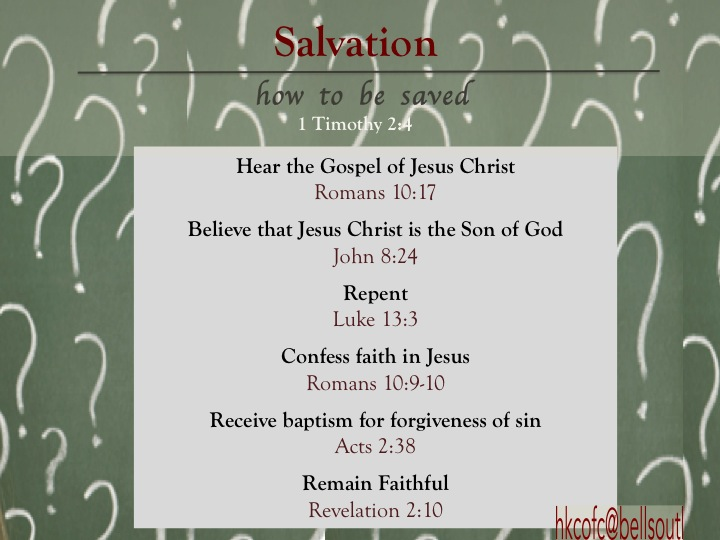 Salvation
how to be saved
1 Timothy 2:4
Hear the Gospel of Jesus Christ
Romans 10:17
Believe that Jesus Christ is the Son of God
John 8:24
Repent
Luke 13:3
Confess faith in Jesus
Romans 10:9-10
Receive baptism for forgiveness of sin
Acts 2:38
Remain Faithful
Revelation 2:10